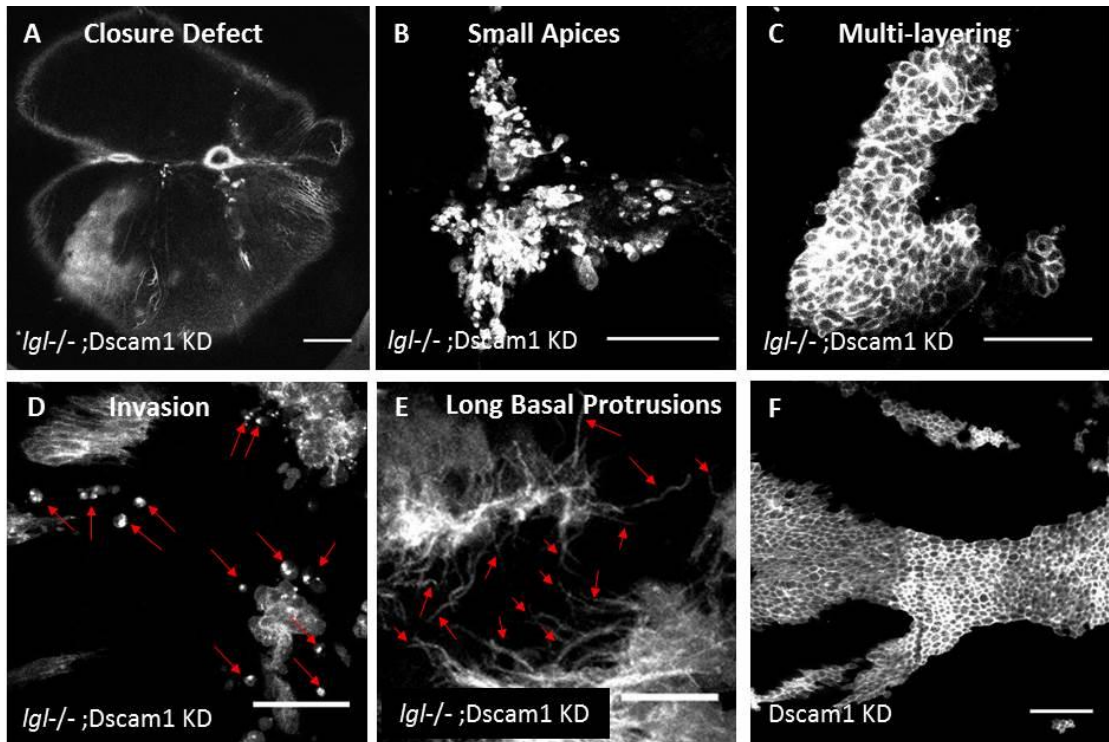 A Closure Defect
B Small Apices
C Multi-layering
lgl-/- ;Dscam1 KD
lgl-/- ;Dscam1 KD
lgl-/- ;Dscam1 KD
D Invasion
E Long Basal Protrusions
F
lgl-/- ;Dscam1 KD
lgl-/- ;Dscam1 KD
Dscam1 KD